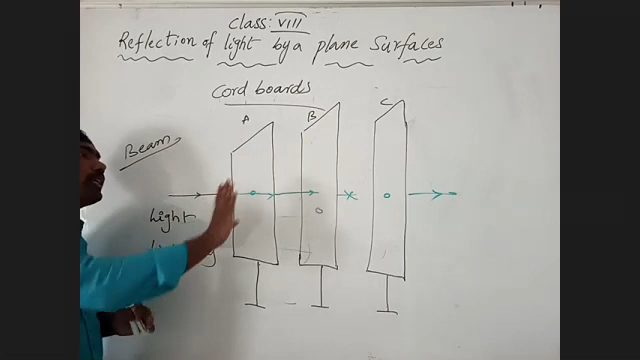 class: VIII
Reflection of light by a plane Surfaces
Cord boards
A
B
C
Beam
Light